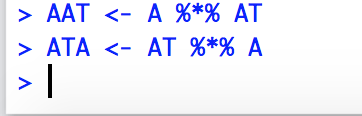 > AAT <- A %*% AT
> ATA <- AT %*% A
>